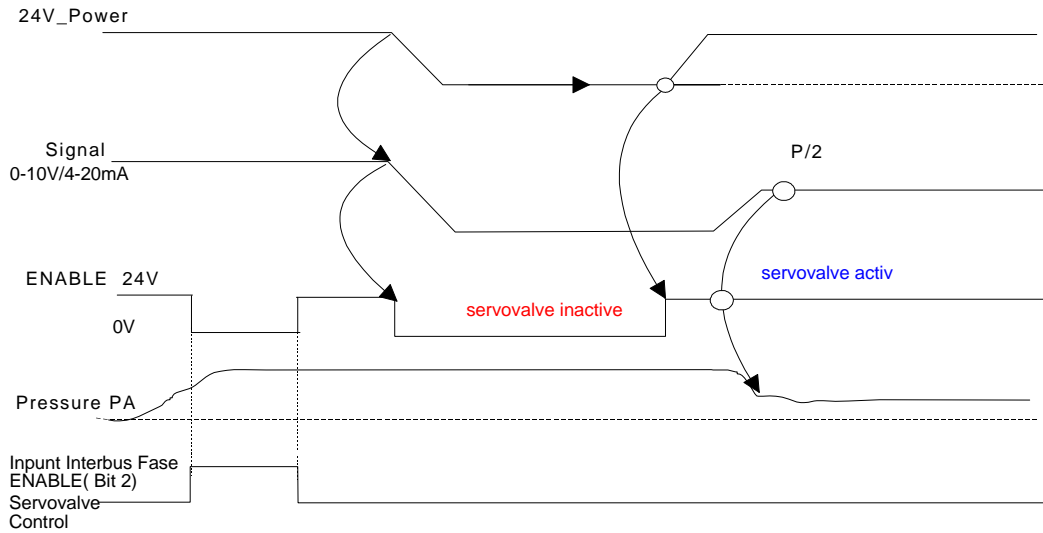 24V_Power
Signal
0-10V/4-20mA
P/2
ENABLE 24V
servovalve activ
servovalve inactive
0V
Pressure PA
Inpunt Interbus Fase
ENABLE( Bit 2)
Servovalve
Control